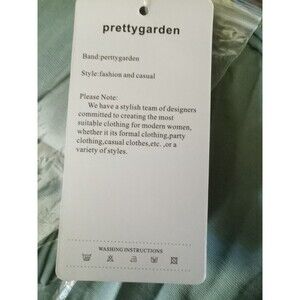 prettygarden
Band:perttygarden
Style:fashion and casual
Please Note:
We have a stylish team of designers
committed to creating the most
suitable clothing for modern women,
whether it its formal clothing,party
clothing,casual clothes,etc. ,or a
variety of styles.
WASHING INSTRUCTIONS